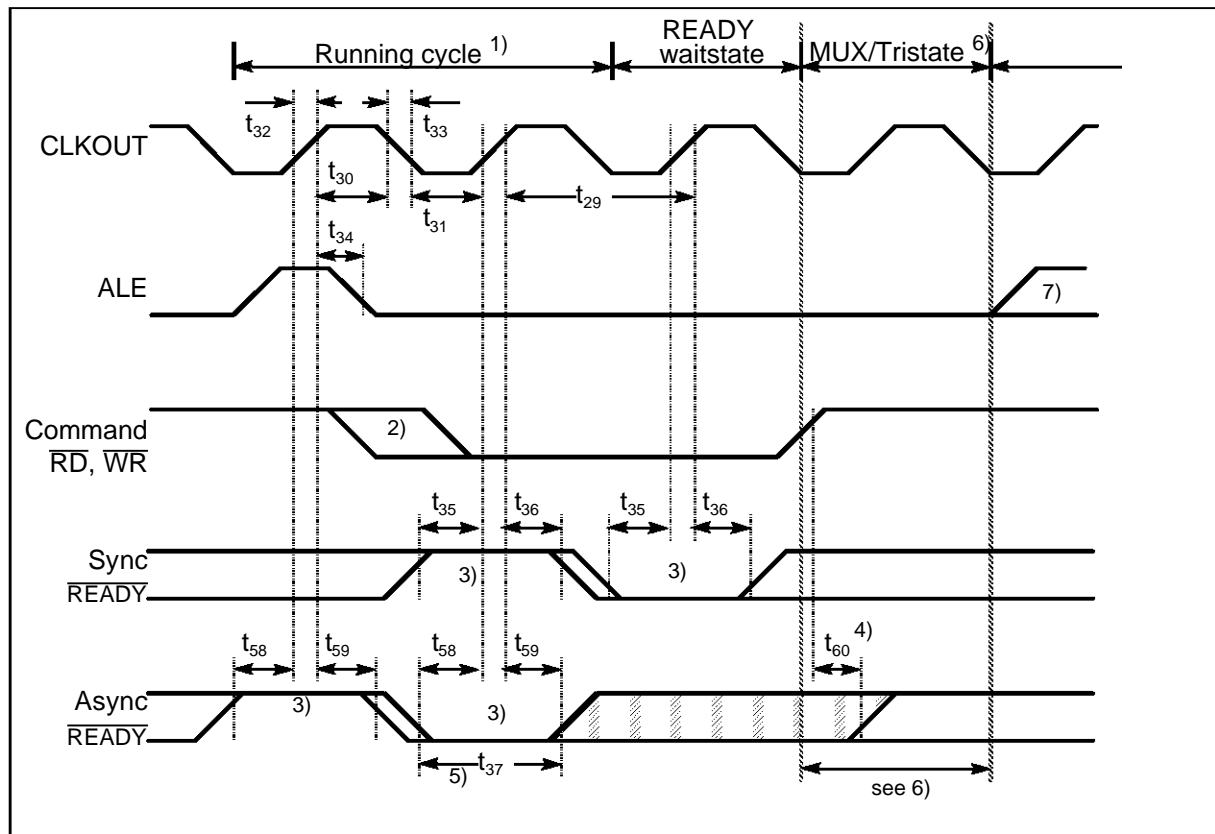 Running cycle 1)
READY
waitstate
MUX/Tristate 6)
t32
t33
CLKOUT
t30
t31
t29
t34
ALE
7)
Command
RD, WR
2)
t35
t36
t35
t36
Sync
READY
3)
3)
t58
t59
t58
t59
t60 4)
Async
READY
3)
3)
5) t37
see 6)